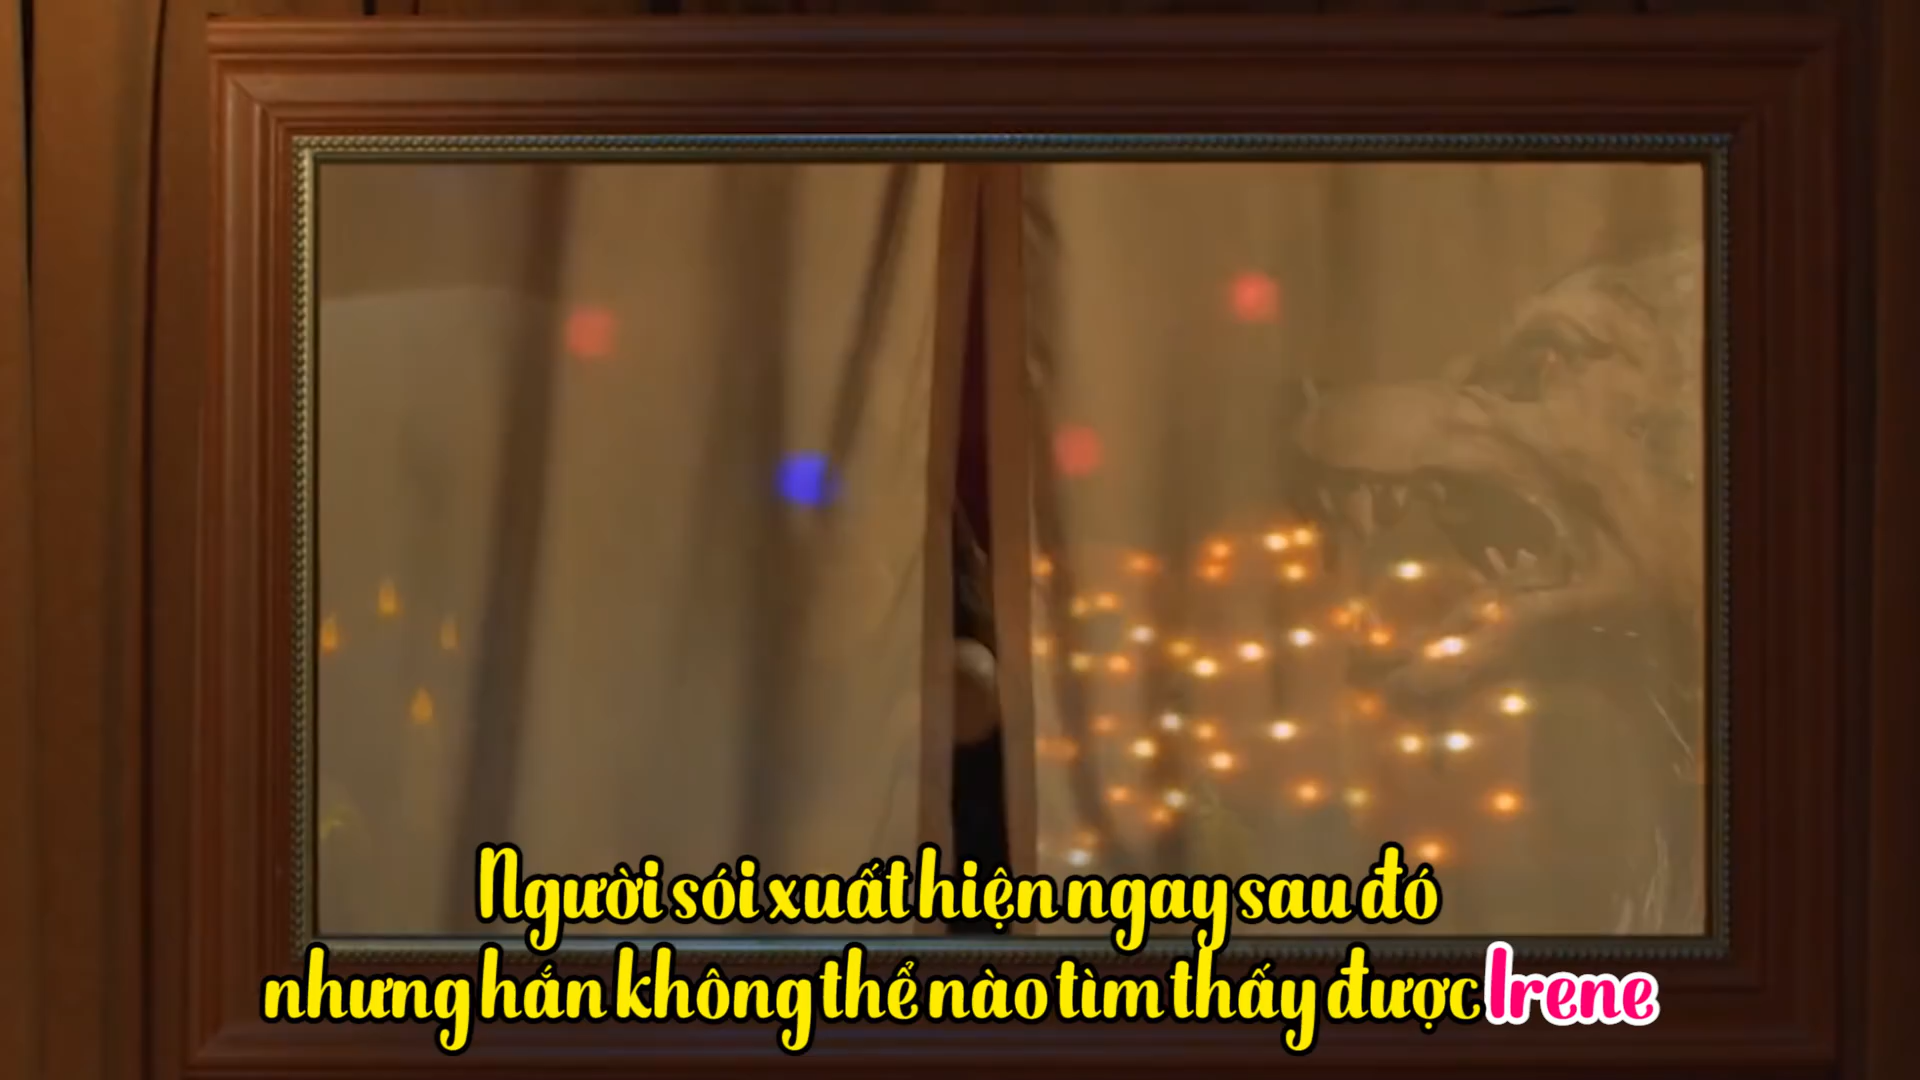 Người sói xuất hiện ngay sau đó
nhưng hắn không thể nào tìm thấy được Irene